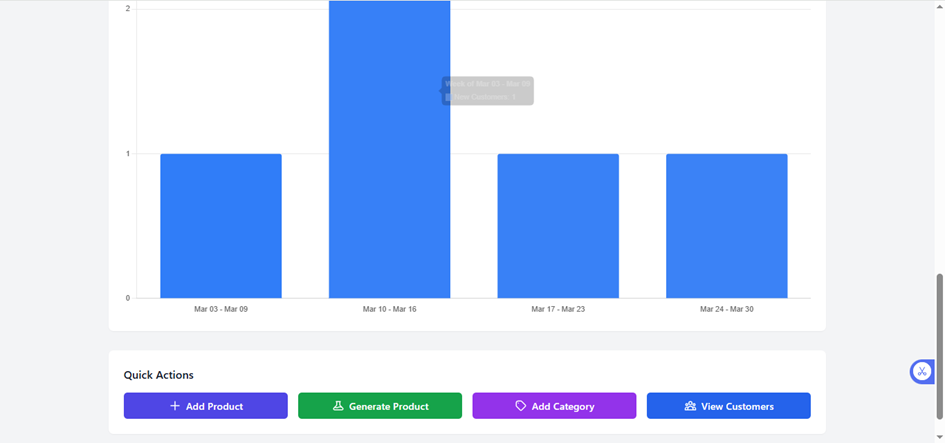 2
Week of Mar 03 - Mar 09
New Customers: 1
1
0
Mar 03 - Mar 09
Mar 10 - Mar 16
Mar 17 - Mar 23
Mar 24 - Mar 30
Quick Actions
Add Product
Generate Product
Add Category
View Customers